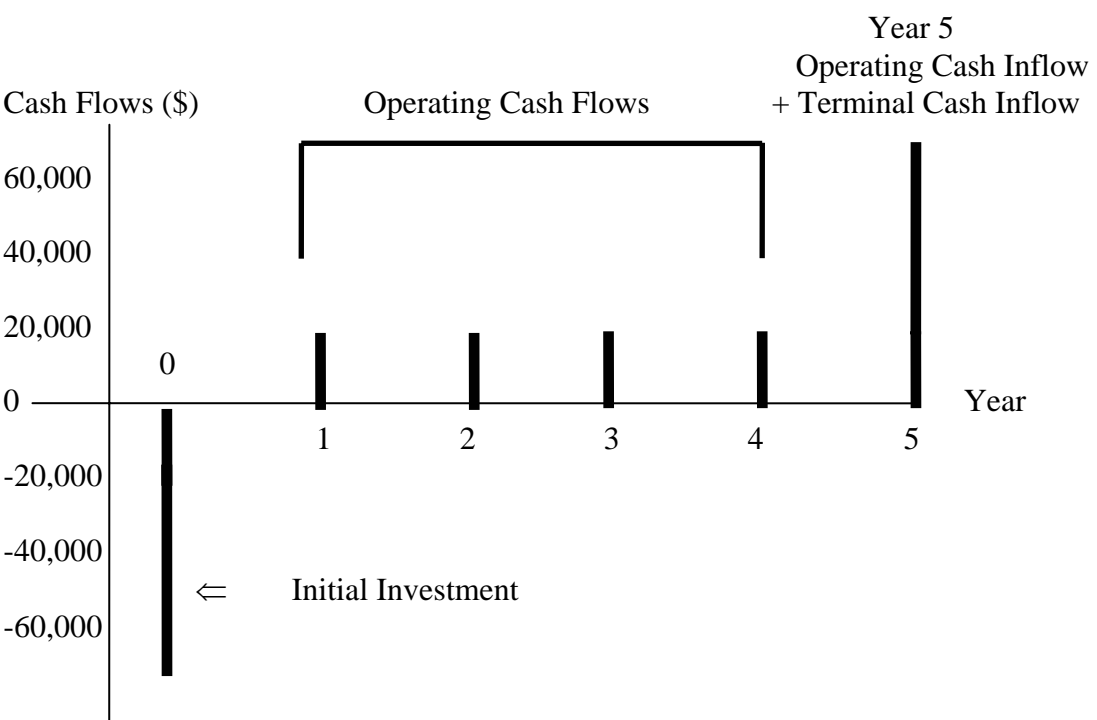 Year 5
Operating Cash Inflow
Cash Flows ($) Operating Cash Flows + Terminal Cash Inflow
60,000
40,000
20,000
0
0 Year
1 2 3 4 5
-20,000
-40,000
⇐ Initial Investment
-60,000